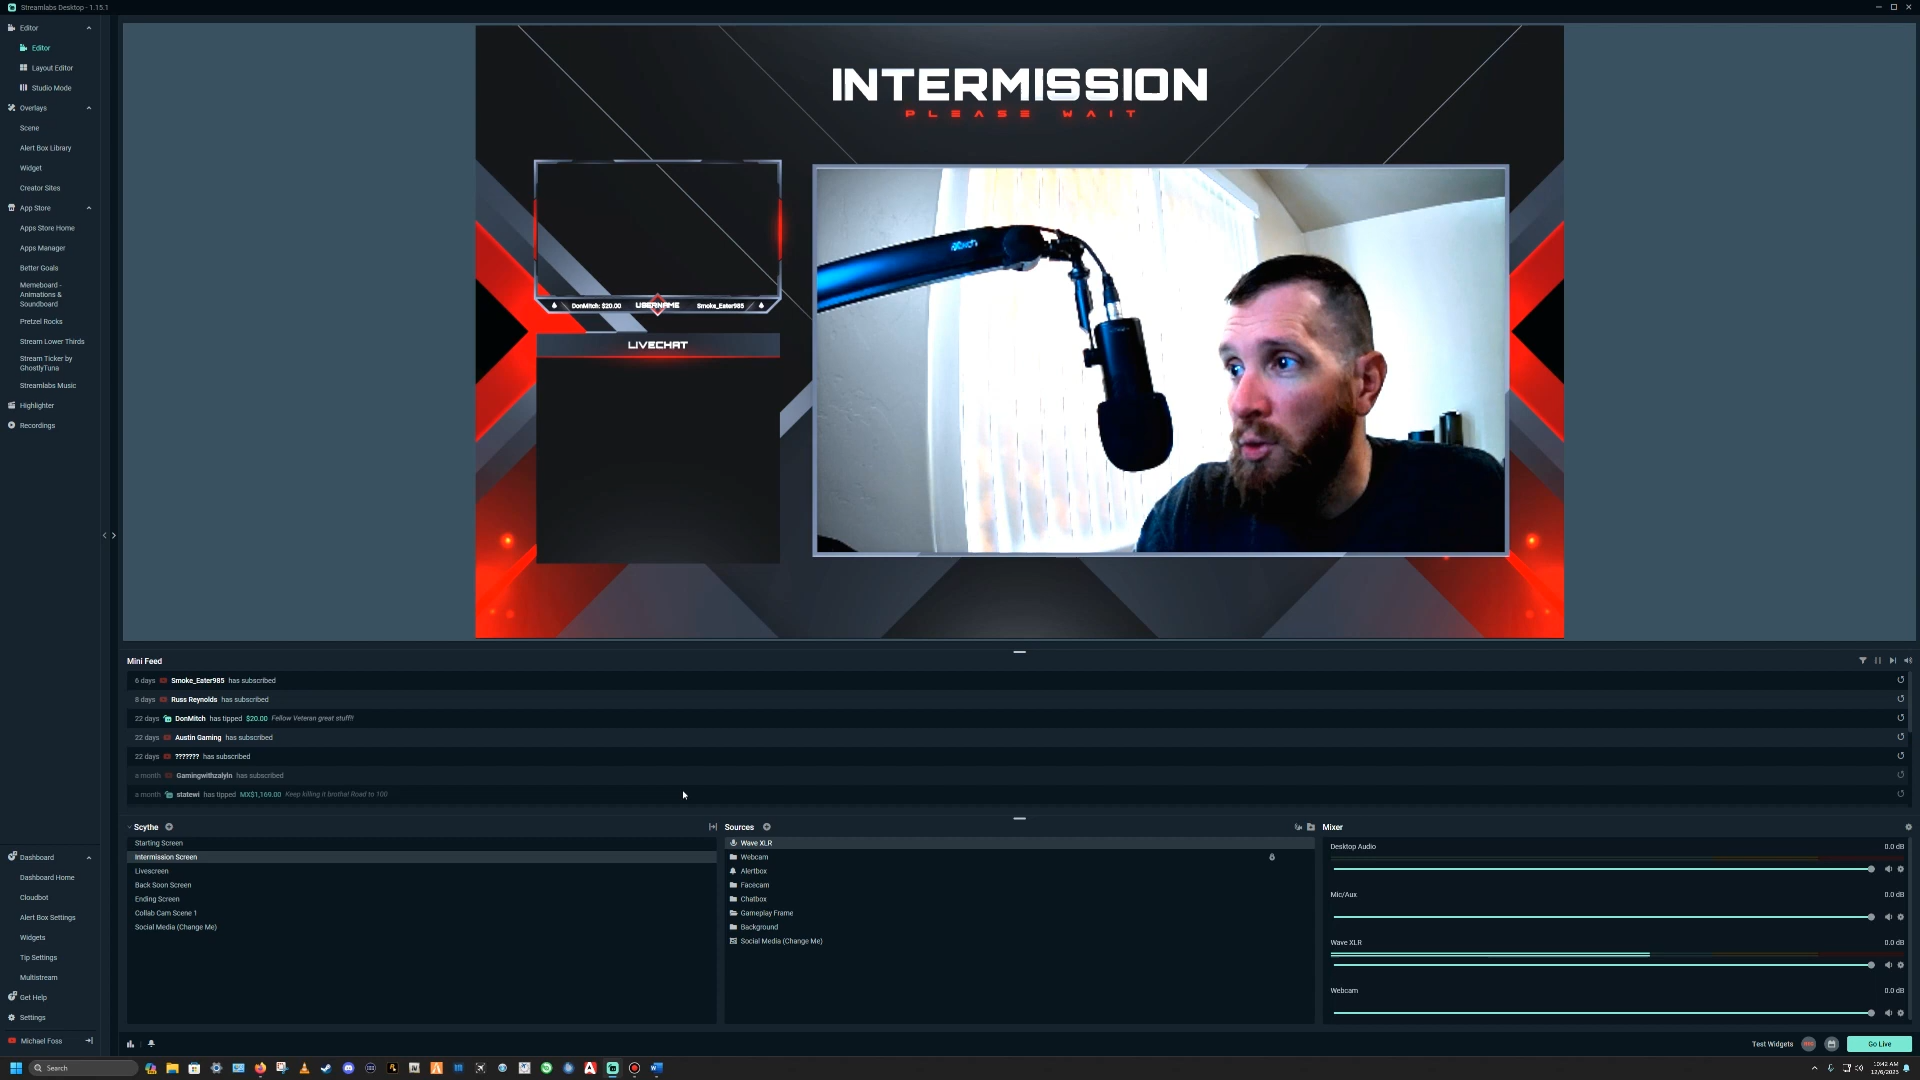 Streamlabs Desktop - 1.15.1
Editor
Editor
Layout Editor
Studio Mode
Overlays
Scene
Alert Box Library
Widget
Creator Sites
App Store
Apps Store Home
Apps Manager
Better Goals
Memeboard -
Animations &
Soundboard
Pretzel Rocks
Stream Lower Thirds
Stream Ticker by
GhostlyTuna
Streamlabs Music
Highlighter
Recordings
Dashboard
Dashboard Home
Cloudbot
Alert Box Settings
Widgets
Tip Settings
Multistream
Get Help
Settings
Michael Foss
INTERMISSION
PLEASE WAIT
DonMitch: $20.00 USERNAME Smoke_Eater985
LIVECHAT
Mini Feed
6 days Smoke_Eater985 has subscribed
8 days Russ Reynolds has subscribed
22 days DonMitch has tipped $20.00 Fellow Veteran great stuff!!
22 days Austin Gaming has subscribed
22 days ??????? has subscribed
a month Gamingwithzalyin has subscribed
a month statewi has tipped MX$1,169.00 Keep killing it brotha! Road to 100
Scythe
Starting Screen
Intermission Screen
Livescreen
Back Soon Screen
Ending Screen
Collab Cam Scene 1
Social Media (Change Me)
Sources
Wave XLR
Webcam
Alertbox
Facecam
Chatbox
Gameplay Frame
Background
Social Media (Change Me)
Mixer
Desktop Audio 0.0 dB
Mic/Aux 0.0 dB
Wave XLR 0.0 dB
Webcam 0.0 dB
Test Widgets
REC
Go Live
Search
10:42 AM
12/6/2023